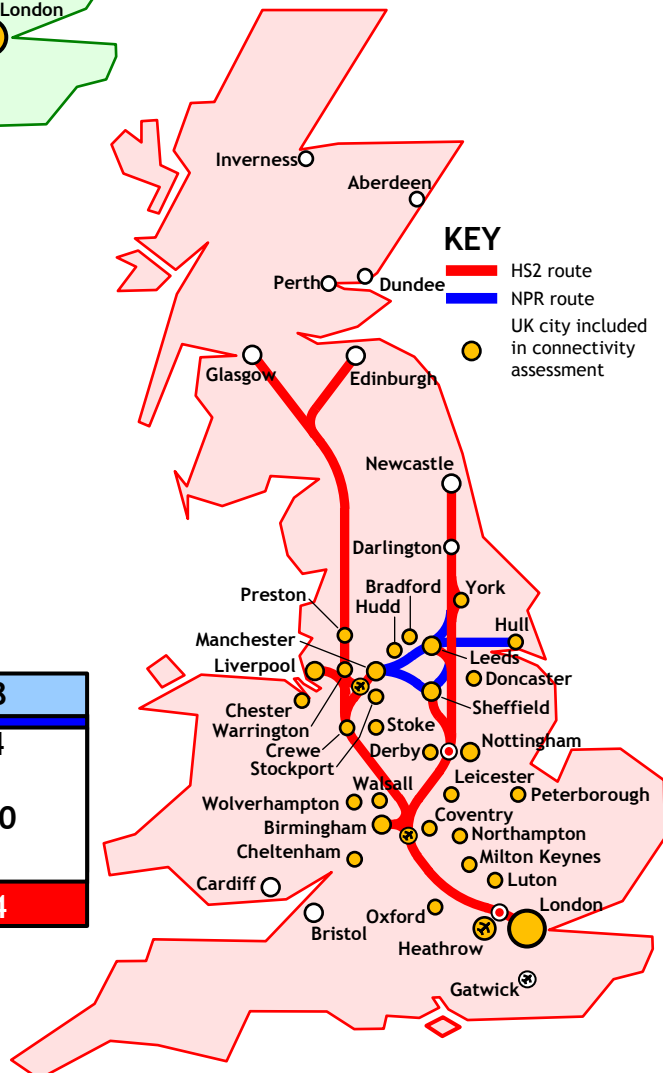 London
Inverness
Aberdeen
KEY
HS2 route
NPR route
UK city included
in connectivity
assessment
Perth
Dundee
Glasgow
Edinburgh
Newcastle
Darlington
Bradford
York
Preston
Hudd
Hull
Manchester
Leeds
Liverpool
Doncaster
Chester
Sheffield
Warrington
Stoke
Crewe
Nottingham
Derby
Stockport
Walsall
Leicester
Wolverhampton
Peterborough
Coventry
Birmingham
Northampton
Cheltenham
Milton Keynes
Luton
Cardiff
London
Oxford
Bristol
Heathrow
Gatwick